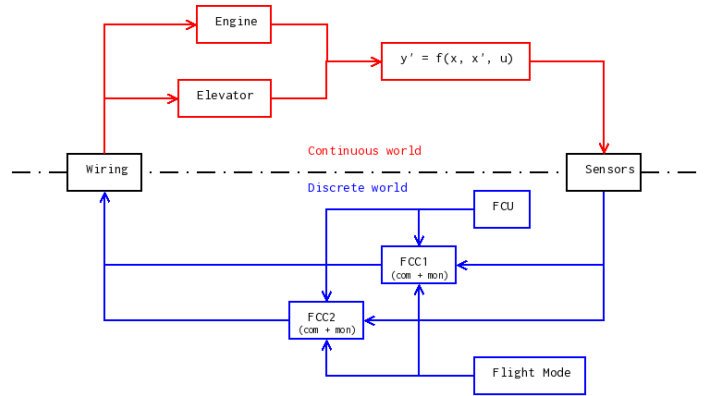 Engine
y' = f(x, x', u)
Elevator
Continuous world
Wiring
Sensors
Discrete world
FCU
FCC1
(com + mon)
FCC2
(com + mon)
Flight Mode